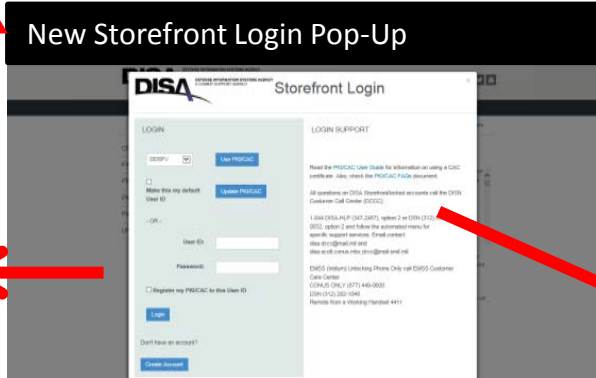 New Storefront Login Pop-Up
DISA DEFENSE INFORMATION SYSTEMS AGENCY
A COMBAT SUPPORT AGENCY
Storefront Login
×
LOGIN
Use PKI/CAC
Make this my default
User ID
Update PKI/CAC
- OR -
User ID:
Password:
Register my PKI/CAC to this User ID
Login
Don't have an account?
Create Account
LOGIN SUPPORT
Read the PKI/CAC User Guide for information on using a CAC
certificate. Also, check the PKI/CAC FAQs document.
All questions on DISA Storefront/locked accounts call the DISN
Customer Call Center (DCCC).
1-844-DISA-HLP (347-2457), option 2 or DSN (312)
0032, option 2 and follow the automated menu for
specific support services. Email contact:
EMSS (Iridium) Unlocking Phone Only call EMSS Customer
Care Center
CONUS ONLY (877) 449-0600
DSN (312) 282-1048
Remote from a Working Handset 4411